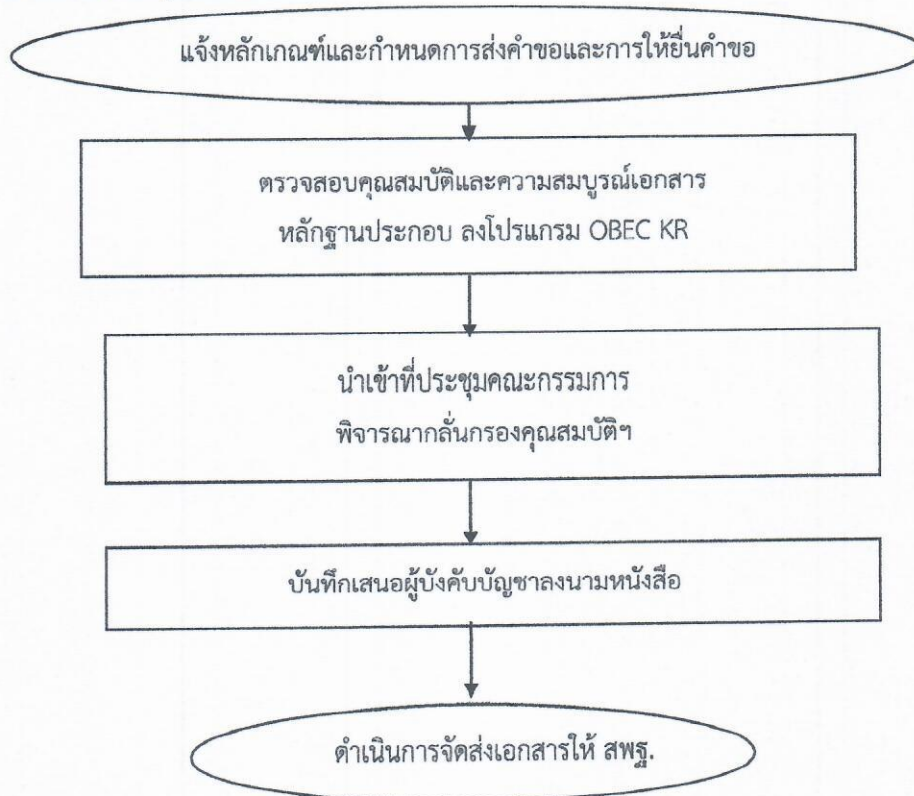 แจ้งหลักเกณฑ์และกำหนดการส่งคำขอและการให้ยื่นคำขอ
ตรวจสอบคุณสมบัติและความสมบูรณ์เอกสาร
หลักฐานประกอบ ลงโปรแกรม OBEC KR
นำเข้าที่ประชุมคณะกรรมการ
พิจารณากลั่นกรองคุณสมบัติฯ
บันทึกเสนอผู้บังคับบัญชาลงนามหนังสือ
ดำเนินการจัดส่งเอกสารให้ สพฐ.